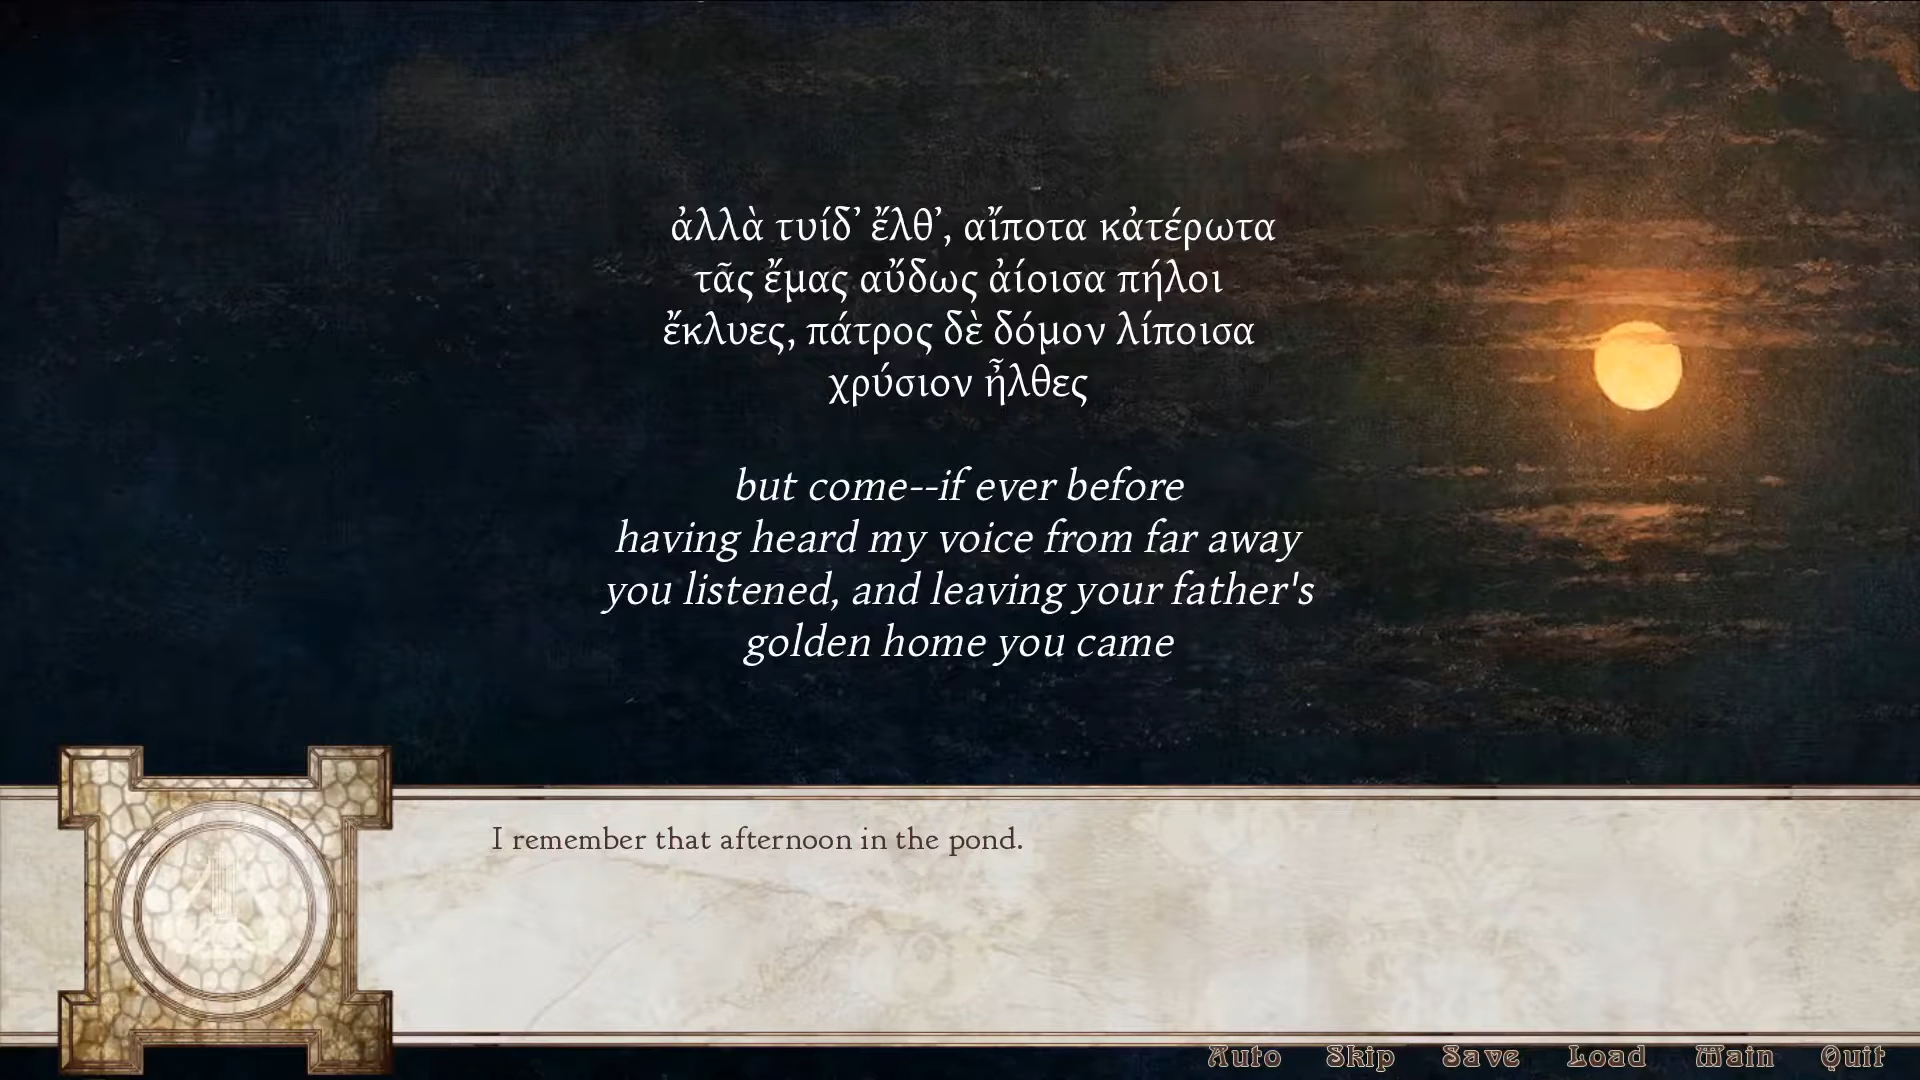 ἀλλὰ τυίδ’ ἔλθ’, αἴποτα κἀτέρωτα
τᾶς ἔμας αὔδως ἀίοισα πήλοι
ἔκλυες, πάτρος δὲ δόμον λίποισα
χρύσιον ἦλθες
but come--if ever before
having heard my voice from far away
you listened, and leaving your father's
golden home you came
I remember that afternoon in the pond.
Auto Skip Save Load Main Quit